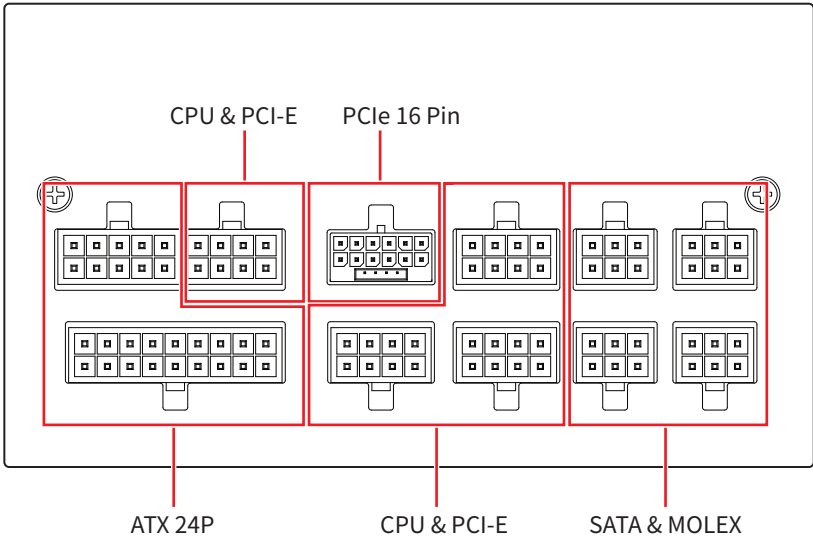 CPU & PCI-E
PCIe 16 Pin
ATX 24P
CPU & PCI-E
SATA & MOLEX